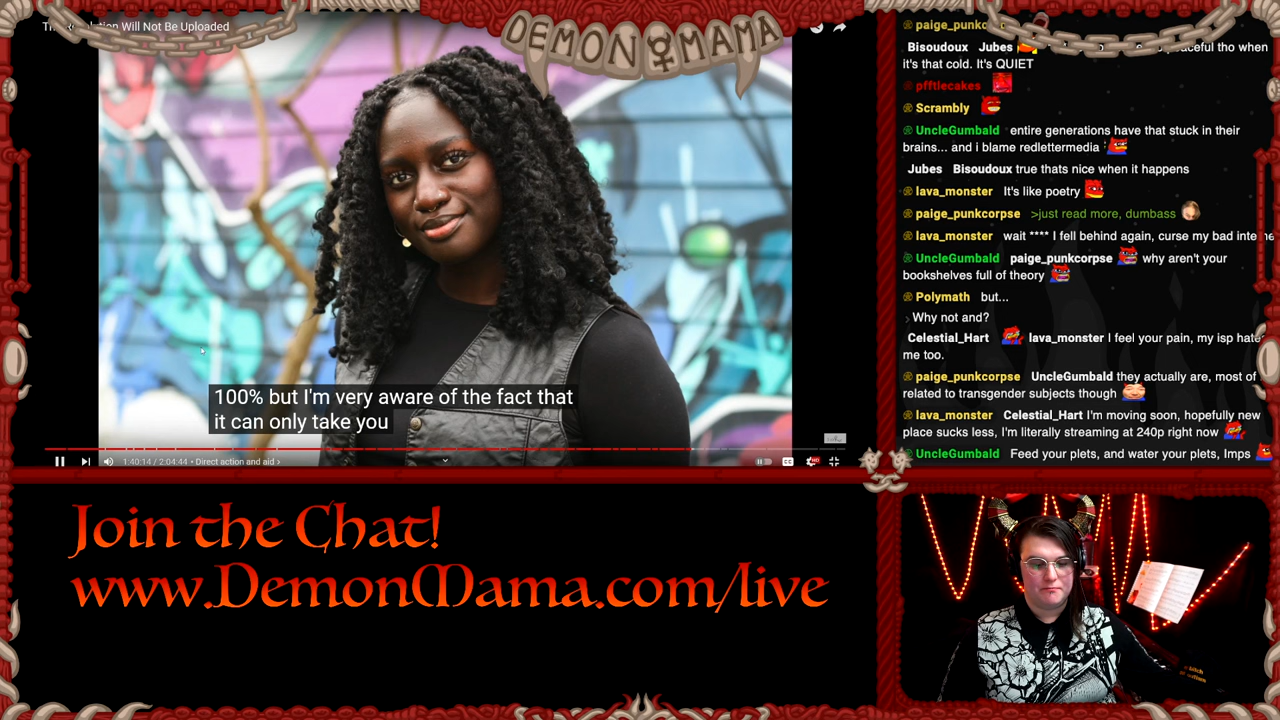 Will Not Be Uploaded
DEMON MAMA
100% but I'm very aware of the fact that
it can only take you
1:40:14 / 2:04:44 • Direct action and aid ›
CC
HD
Join the Chat!
www.DemonMama.com/live
paige_punkco
Bisoudoux Jubes
eaceful tho when
it's that cold. It's QUIET
pfftlecakes
Scrambly
UncleGumbald entire generations have that stuck in their
brains... and i blame redlettermedia
Jubes Bisoudoux true thats nice when it happens
lava_monster It's like poetry
paige_punkcorpse >just read more, dumbass
lava_monster wait **** I fell behind again, curse my bad inte
UncleGumbald paige_punkcorpse why aren't your
bookshelves full of theory
Polymath but...
› Why not and?
Celestial_Hart lava_monster I feel your pain, my isp hate
me too.
paige_punkcorpse UncleGumbald they actually are, most of
related to transgender subjects though
lava_monster Celestial_Hart I'm moving soon, hopefully new
place sucks less, I'm literally streaming at 240p right now
UncleGumbald Feed your plets, and water your plets, Imps